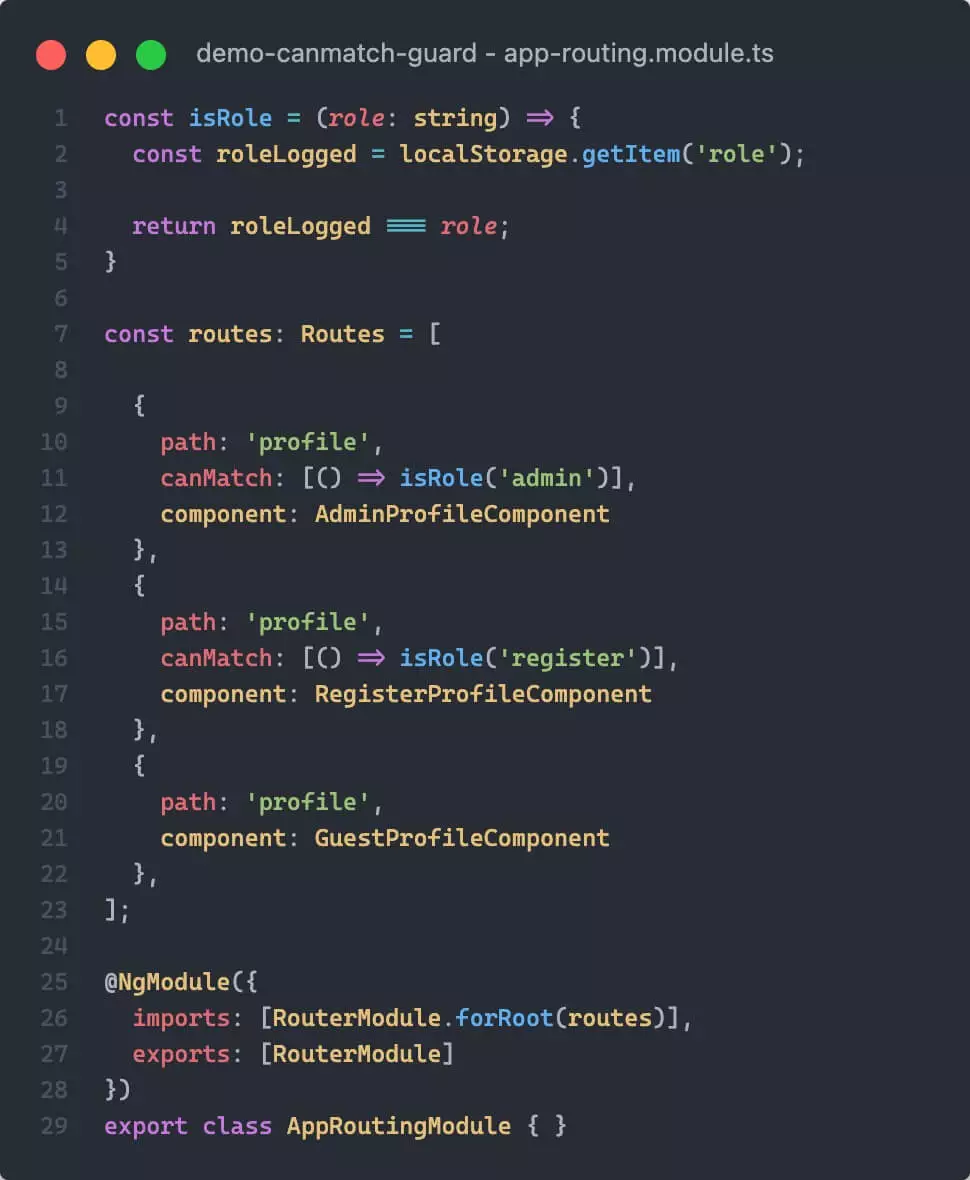 demo-canmatch-guard - app-routing.module.ts
1 const isRole = (role: string) => {
2   const roleLogged = localStorage.getItem('role');
3
4   return roleLogged === role;
5 }
6
7 const routes: Routes = [
8
9   {
10     path: 'profile',
11     canMatch: [() => isRole('admin')],
12     component: AdminProfileComponent
13   },
14   {
15     path: 'profile',
16     canMatch: [() => isRole('register')],
17     component: RegisterProfileComponent
18   },
19   {
20     path: 'profile',
21     component: GuestProfileComponent
22   },
23 ];
24
25 @NgModule({
26   imports: [RouterModule.forRoot(routes)],
27   exports: [RouterModule]
28 })
29 export class AppRoutingModule { }